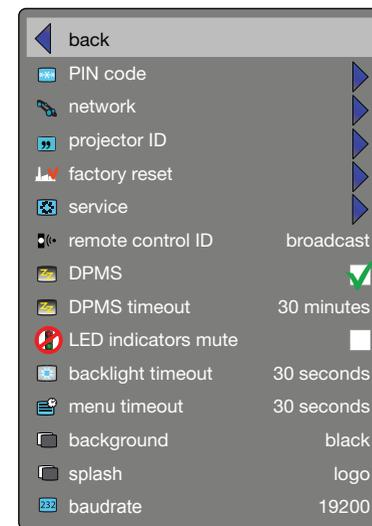 back
PIN code
network
projector ID
factory reset
service
remote control ID broadcast
DPMS
DPMS timeout 30 minutes
LED indicators mute
backlight timeout 30 seconds
menu timeout 30 seconds
background black
splash logo
232 baudrate 19200